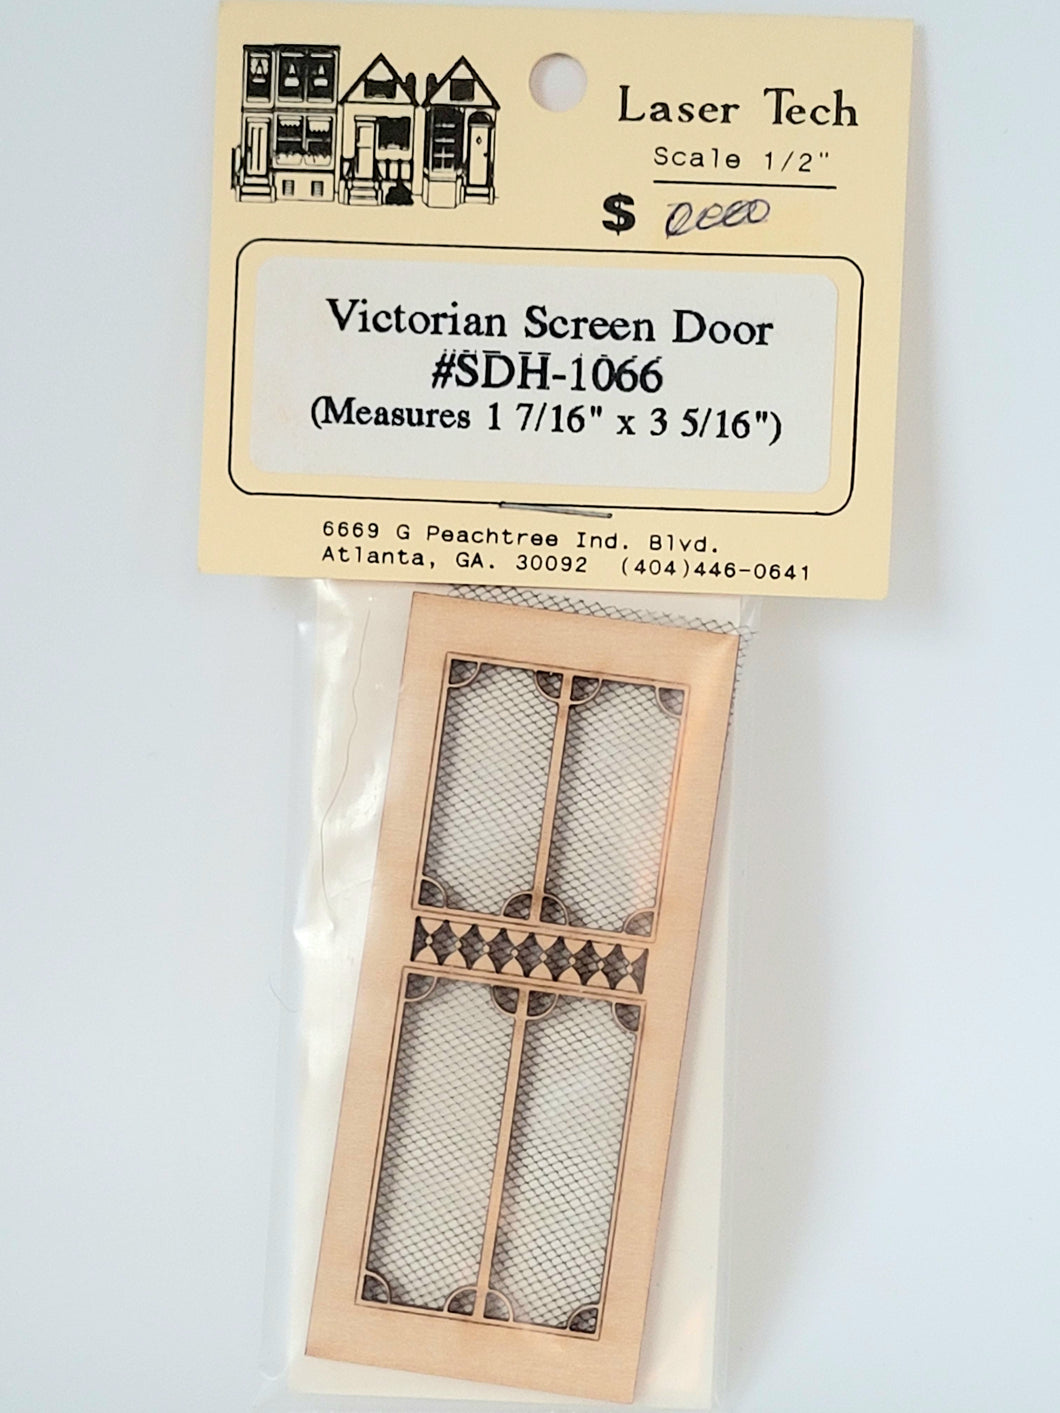 Laser Tech
Scale 1/2"
$
Victorian Screen Door
#SDH-1066
(Measures 1 7/16" x 3 5/16")
6669 G Peachtree Ind. Blvd.
Atlanta, GA. 30092 (404)446-0641